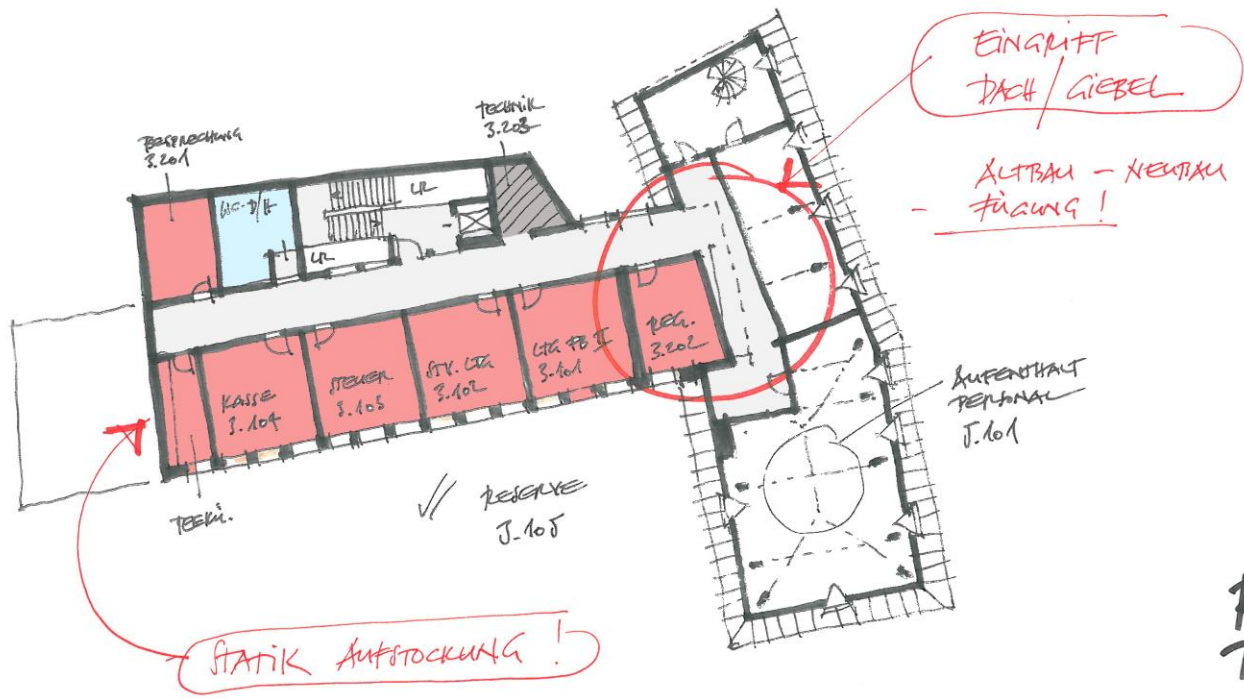 EINGRIFF
DACH / GIEBEL
ALTBAU - NEUBAU
- FÜGUNG !
TECHNIK
3.203
BESPRECHUNG
3.201
WC-D/H
LR
LR
REG.
3.202
LTG FB II
3.101
STV. LTG
3.102
STEUER
3.103
KASSE
3.104
AUFENTHALT
PERSONAL
J.101
TEEKÜ.
// RESERVE
J.105
STATIK AUFSTOCKUNG !